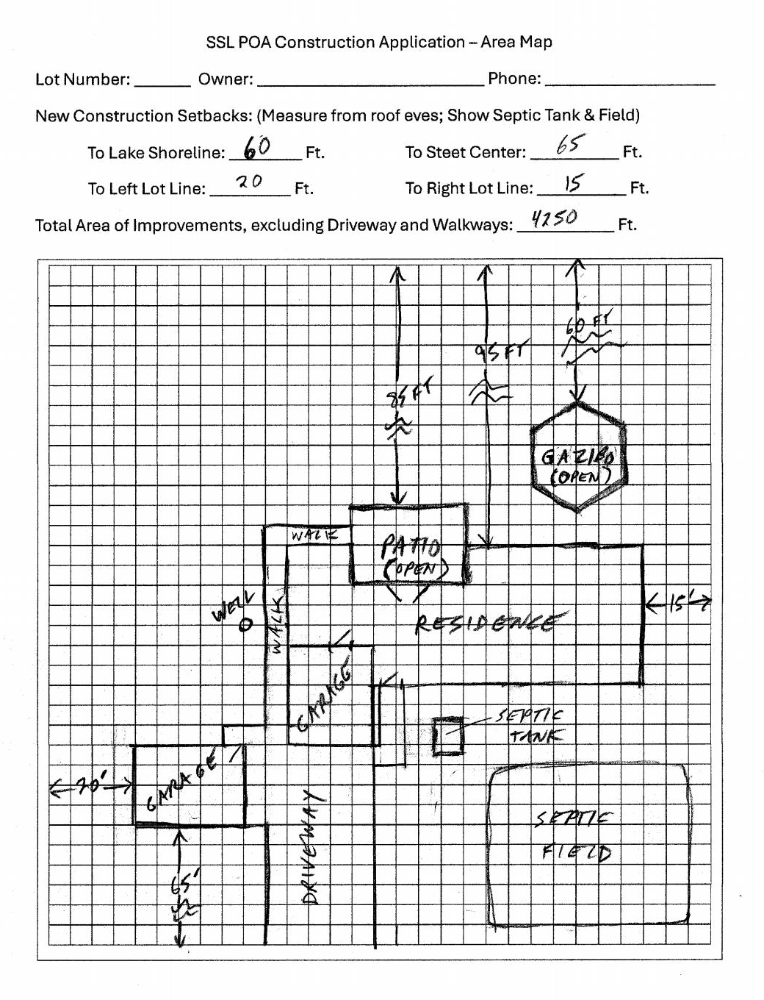 SSL POA Construction Application – Area Map
Lot Number: ______ Owner: ______________________ Phone: ________________
New Construction Setbacks: (Measure from roof eves; Show Septic Tank & Field)
To Lake Shoreline: 60 Ft. To Steet Center: 65 Ft.
To Left Lot Line: 20 Ft. To Right Lot Line: 15 Ft.
Total Area of Improvements, excluding Driveway and Walkways: 4250 Ft.
60 FT
95 FT
85 FT
GAZIBO
(OPEN)
WALK
PATIO
(OPEN)
WELL
WALK
15'
RESIDENCE
GARAGE
SEPTIC
TANK
GARAGE
20'
SEPTIC
FIELD
DRIVEWAY
65'